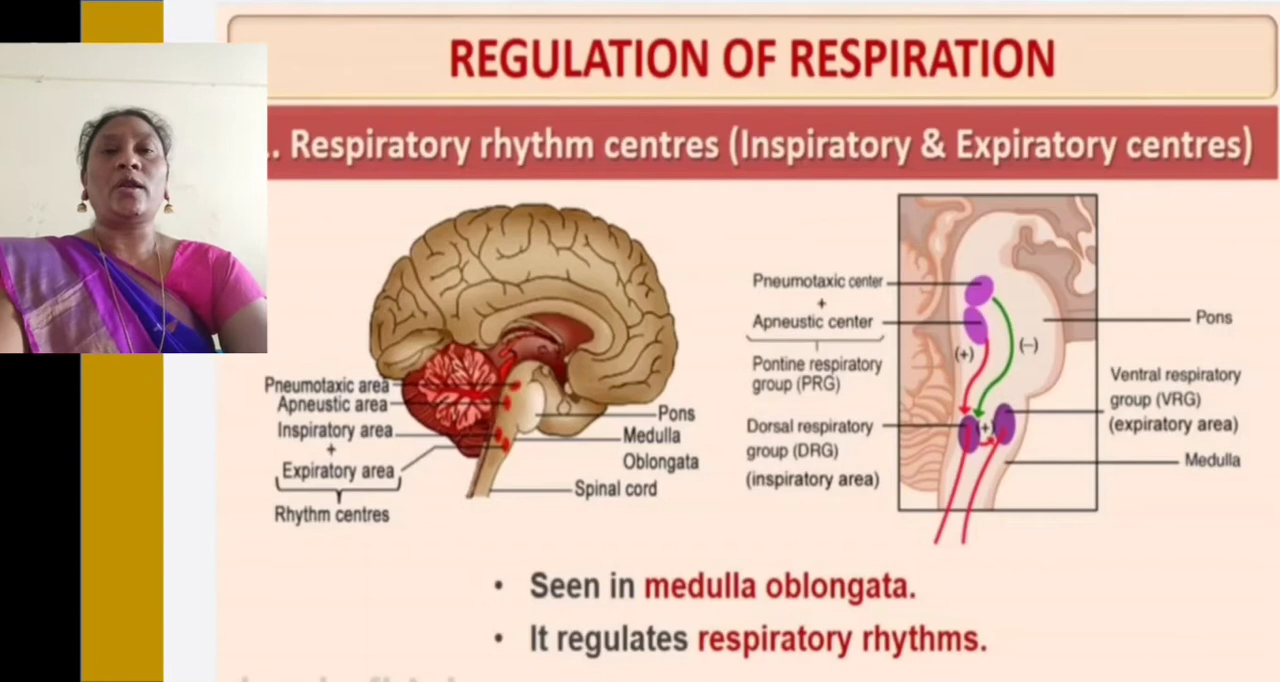 REGULATION OF RESPIRATION
. Respiratory rhythm centres (Inspiratory & Expiratory centres)
Pneumotaxic area
Apneustic area
Inspiratory area
+
Expiratory area
Rhythm centres
Pons
Medulla
Oblongata
Spinal cord
Pneumotaxic center
+
Apneustic center
Pontine respiratory
group (PRG)
Dorsal respiratory
group (DRG)
(inspiratory area)
(+)
(–)
(+)
Pons
Ventral respiratory
group (VRG)
(expiratory area)
Medulla
• Seen in medulla oblongata.
• It regulates respiratory rhythms.